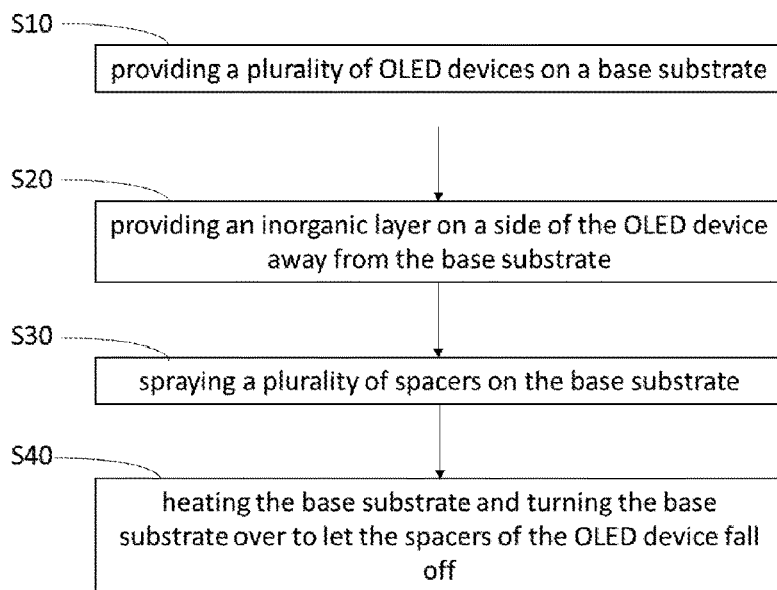 S10
providing a plurality of OLED devices on a base substrate
S20
providing an inorganic layer on a side of the OLED device
away from the base substrate
S30
spraying a plurality of spacers on the base substrate
S40
heating the base substrate and turning the base
substrate over to let the spacers of the OLED device fall
off